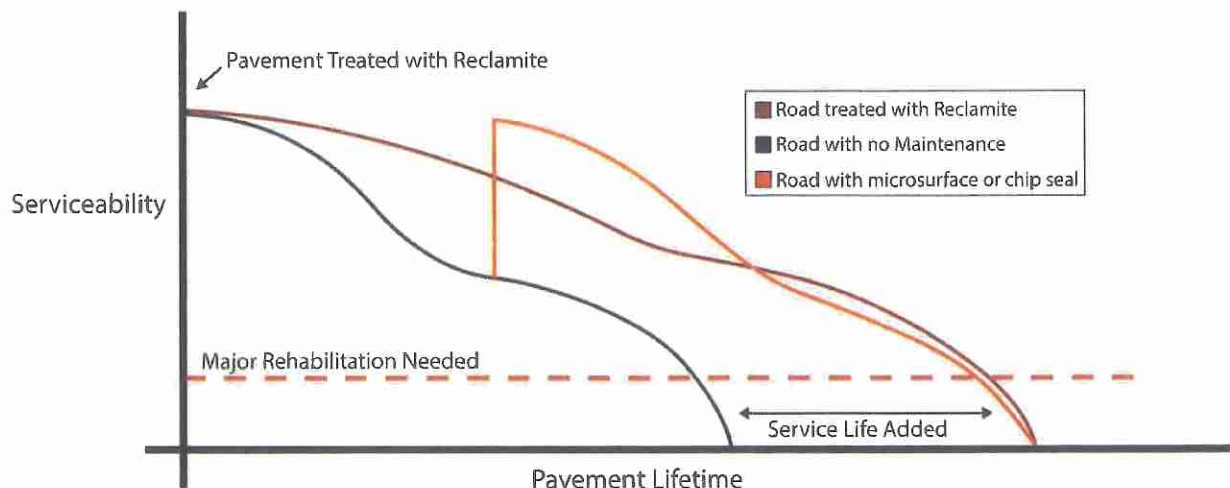 Pavement Treated with Reclamite
Road treated with Reclamite
Road with no Maintenance
Road with microsurface or chip seal
Serviceability
Major Rehabilitation Needed
Service Life Added
Pavement Lifetime